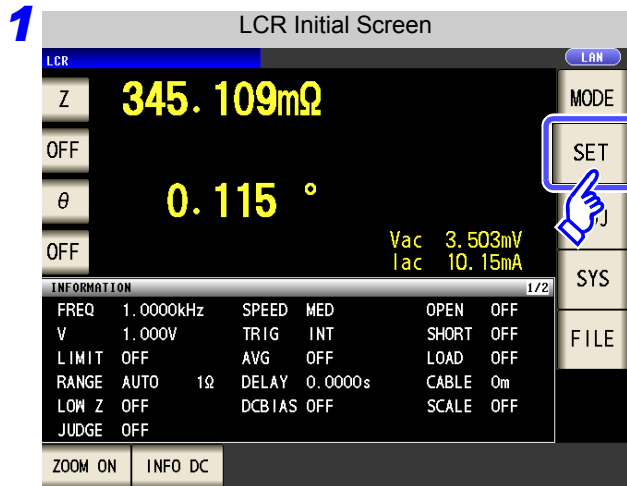 1
LCR Initial Screen
LCR
LAN
Z 345.109mΩ MODE
OFF SET
θ 0.115 °
OFF Vac 3.503mV
Iac 10.15mA
SYS
INFORMATION 1/2
FREQ 1.0000kHz SPEED MED OPEN OFF
V 1.000V TRIG INT SHORT OFF
FILE
LIMIT OFF AVG OFF LOAD OFF
RANGE AUTO 1Ω DELAY 0.0000s CABLE 0m
LOW Z OFF DCBIAS OFF SCALE OFF
JUDGE OFF
ZOOM ON INFO DC